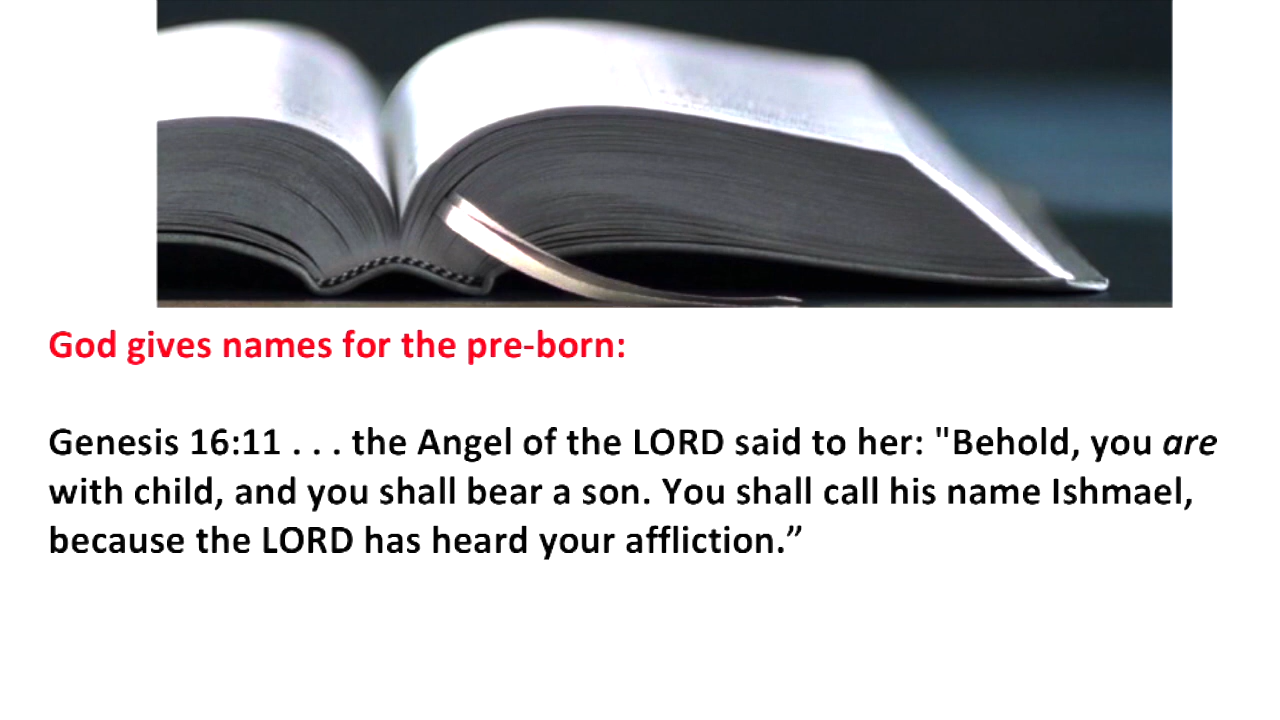 God gives names for the pre-born:
Genesis 16:11 . . . the Angel of the LORD said to her: "Behold, you are
with child, and you shall bear a son. You shall call his name Ishmael,
because the LORD has heard your affliction.”